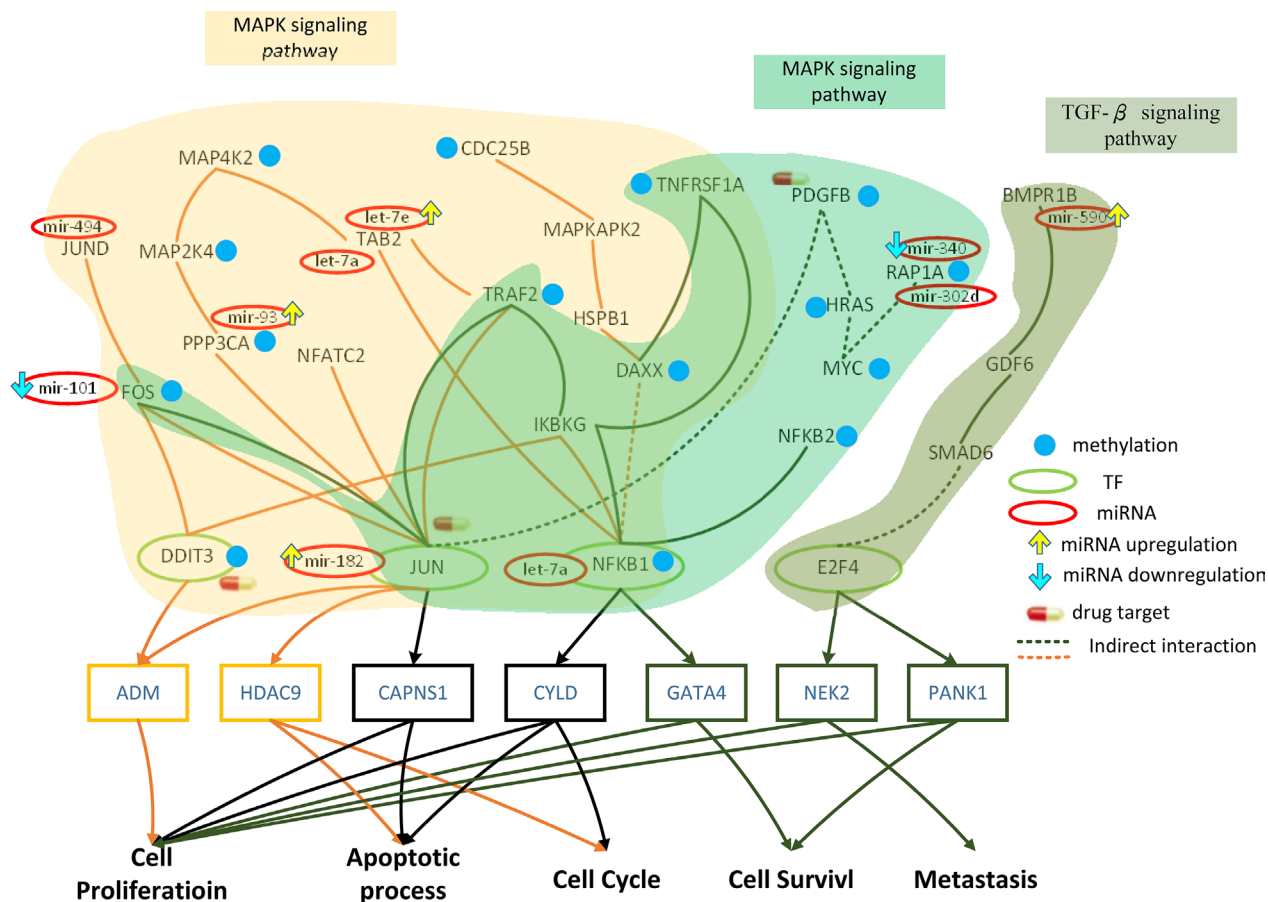 MAPK signaling
pathway
MAPK signaling
pathway
TGF-β signaling
pathway
MAP4K2
CDC25B
TNFRSF1A
PDGFB
BMPR1B
mir-590
mir-494
JUND
let-7e
TAB2
let-7a
MAPKAPK2
MAP2K4
mir-340
RAP1A
mir-302d
TRAF2
HRAS
mir-93
PPP3CA
NFATC2
HSPB1
DAXX
MYC
GDF6
mir-101
FOS
IKBKG
NFKB2
SMAD6
methylation
TF
miRNA
miRNA upregulation
miRNA downregulation
drug target
Indirect interaction
DDIT3
mir-182
JUN
let-7a
NFKB1
E2F4
ADM
HDAC9
CAPNS1
CYLD
GATA4
NEK2
PANK1
Cell
Proliferatioin
Apoptotic
process
Cell Cycle
Cell Survivl
Metastasis